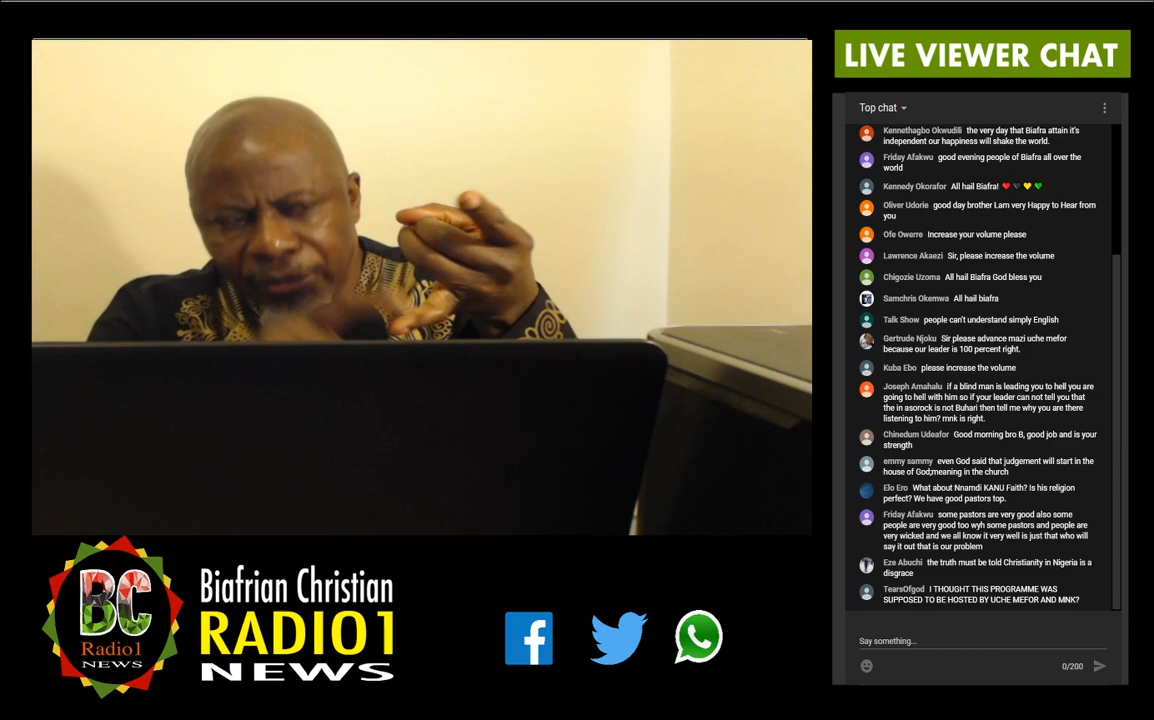 LIVE VIEWER CHAT
Top chat
Kennethagbo Okwudili the very day that Biafra attain it's
independent our happiness will shake the world.
Friday Afakwu good evening people of Biafra all over the
world
Kennedy Okorafor All hail Biafra!
Oliver Udorie good day brother Lam very Happy to Hear from
you
Ofe Owerre Increase your volume please
Lawrence Akaezi Sir, please increase the volume
Chigozie Uzoma All hail Biafra God bless you
Samchris Okemwa All hail biafra
Talk Show people can't understand simply English
Gertrude Njoku Sir please advance mazi uche mefor
because our leader is 100 percent right.
Kuba Ebo please increase the volume
Joseph Amahalu if a blind man is leading you to hell you are
going to hell with him so if your leader can not tell you that
the in asorock is not Buhari then tell me why you are there
listening to him? mnk is right.
Chinedum Udeafor Good morning bro B, good job and is your
strength
emmy sammy even God said that judgement will start in the
house of God,meaning in the church
Elo Ero What about Nnamdi KANU Faith? Is his religion
perfect? We have good pastors top.
Friday Afakwu some pastors are very good also some
people are very good too wyh some pastors and people are
very wicked and we all know it very well is just that who will
say it out that is our problem
Eze Abuchi the truth must be told Christianity in Nigeria is a
disgrace
TearsOfgod I THOUGHT THIS PROGRAMME WAS
SUPPOSED TO BE HOSTED BY UCHE MEFOR AND MNK?
Say something...
0/200
BC
Radio1
NEWS
Biafrian Christian
RADIO1
NEWS